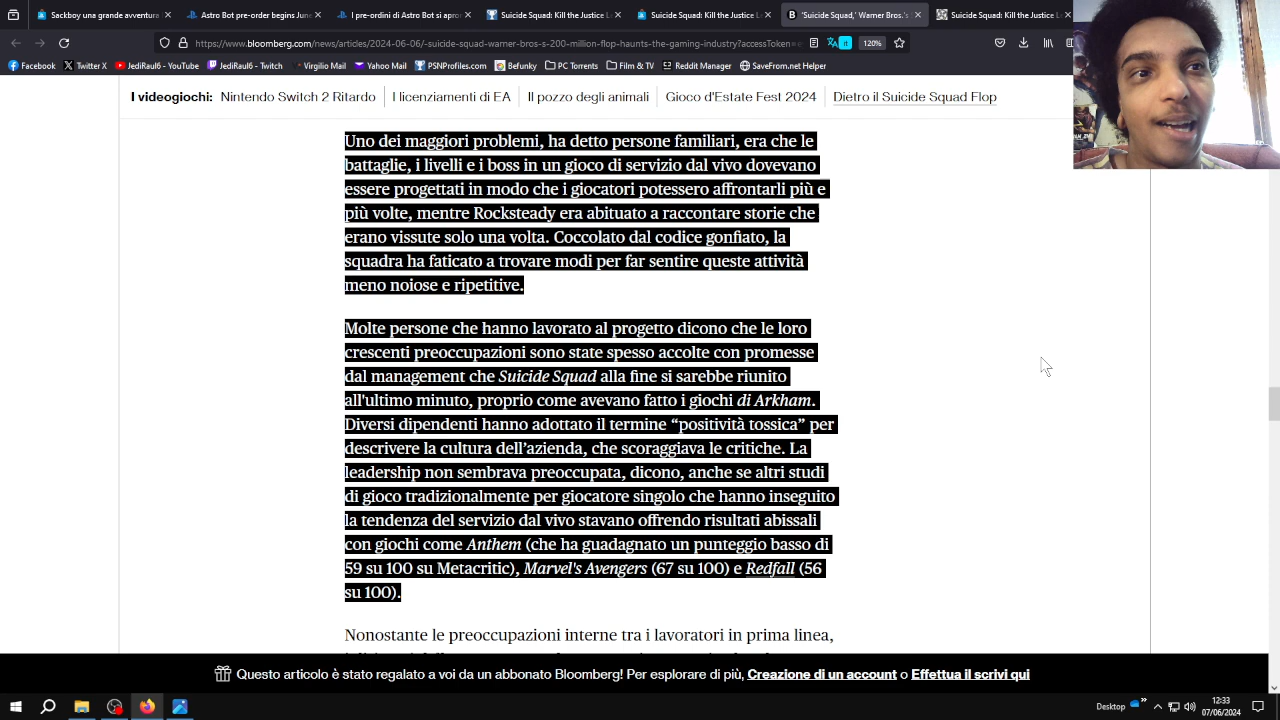 Sackboy una grande avventura
Astro Bot pre-order begins June
I pre-ordini di Astro Bot si apron
Suicide Squad: Kill the Justice L
Suicide Squad: Kill the Justice L
'Suicide Squad,' Warner Bros.'s
Suicide Squad: Kill the Justice L
https://www.bloomberg.com/news/articles/2024-06-06/-suicide-squad-warner-bros-s-200-million-flop-haunts-the-gaming-industry?accessToken=e
it
120%
Facebook
Twitter X
JediRaul6 - YouTube
JediRaul6 - Twitch
Virgilio Mail
Yahoo Mail
PSNProfiles.com
Befunky
PC Torrents
Film & TV
Reddit Manager
SaveFrom.net Helper
I videogiochi: Nintendo Switch 2 Ritardo I licenziamenti di EA Il pozzo degli animali Gioco d'Estate Fest 2024 Dietro il Suicide Squad Flop
Uno dei maggiori problemi, ha detto persone familiari, era che le
battaglie, i livelli e i boss in un gioco di servizio dal vivo dovevano
essere progettati in modo che i giocatori potessero affrontarli più e
più volte, mentre Rocksteady era abituato a raccontare storie che
erano vissute solo una volta. Coccolato dal codice gonfiato, la
squadra ha faticato a trovare modi per far sentire queste attività
meno noiose e ripetitive.
Molte persone che hanno lavorato al progetto dicono che le loro
crescenti preoccupazioni sono state spesso accolte con promesse
dal management che Suicide Squad alla fine si sarebbe riunito
all'ultimo minuto, proprio come avevano fatto i giochi di Arkham.
Diversi dipendenti hanno adottato il termine “positività tossica” per
descrivere la cultura dell’azienda, che scoraggiava le critiche. La
leadership non sembrava preoccupata, dicono, anche se altri studi
di gioco tradizionalmente per giocatore singolo che hanno inseguito
la tendenza del servizio dal vivo stavano offrendo risultati abissali
con giochi come Anthem (che ha guadagnato un punteggio basso di
59 su 100 su Metacritic), Marvel's Avengers (67 su 100) e Redfall (56
su 100).
Nonostante le preoccupazioni interne tra i lavoratori in prima linea,
Questo articolo è stato regalato a voi da un abbonato Bloomberg! Per esplorare di più, Creazione di un account o Effettua il scrivi qui
Desktop
12:33
07/06/2024